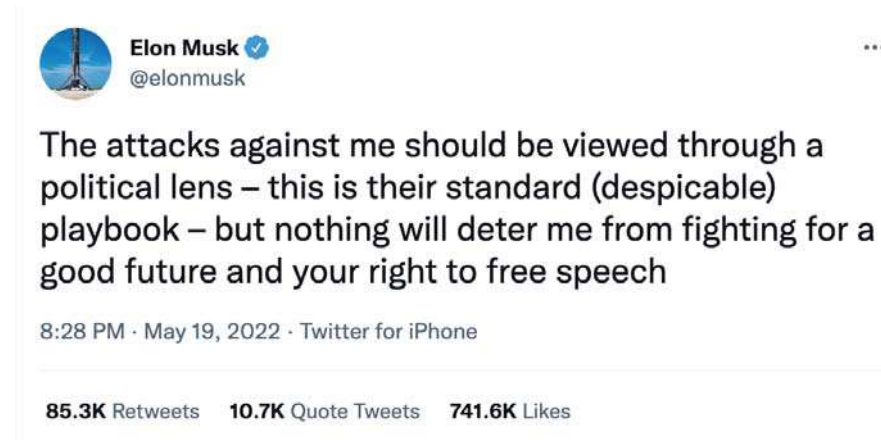 Elon Musk
@elonmusk
The attacks against me should be viewed through a
political lens – this is their standard (despicable)
playbook – but nothing will deter me from fighting for a
good future and your right to free speech
8:28 PM · May 19, 2022 · Twitter for iPhone
85.3K Retweets 10.7K Quote Tweets 741.6K Likes